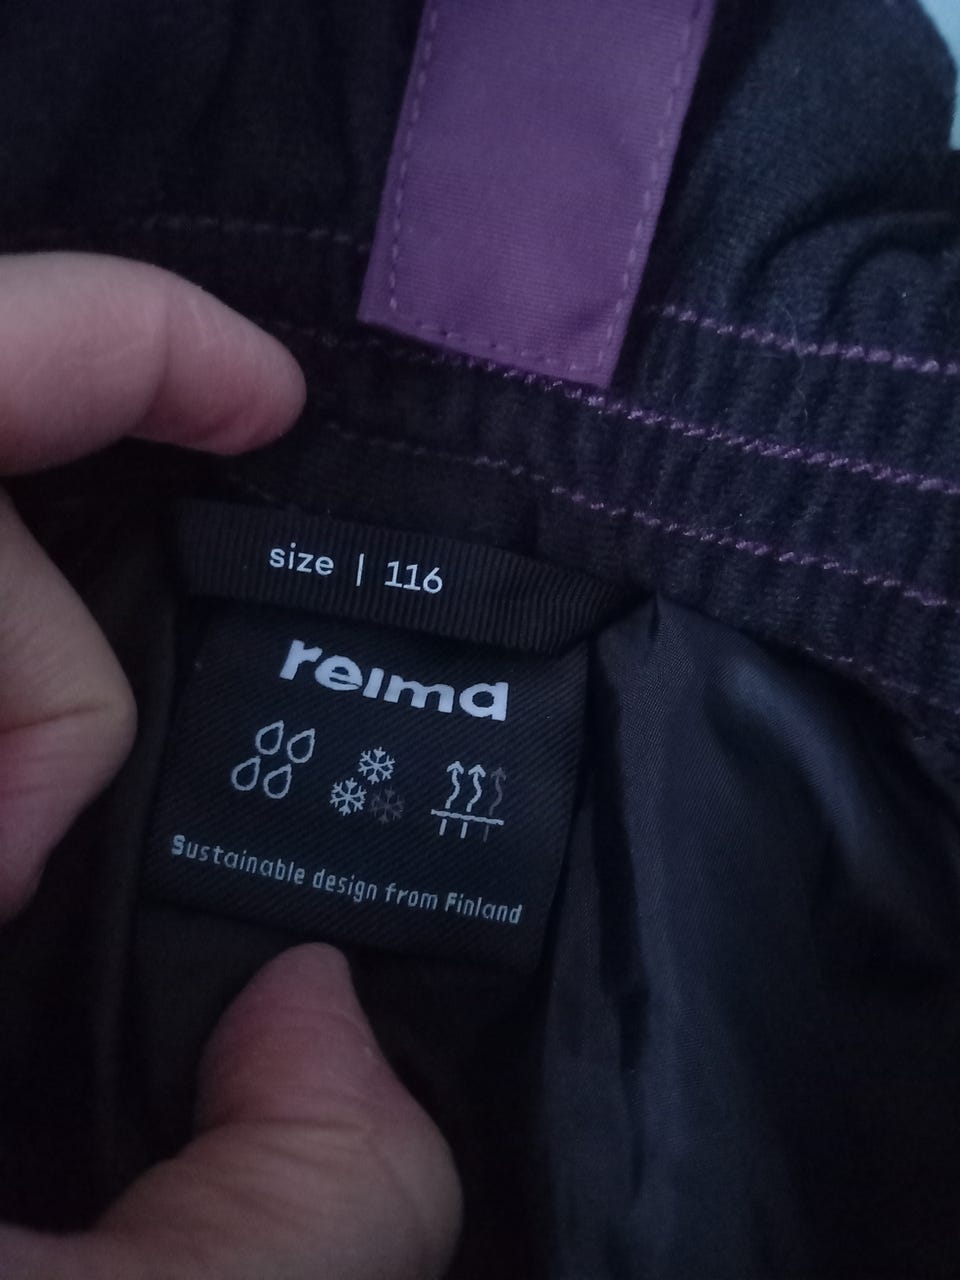 size | 116
reima
Sustainable design from Finland